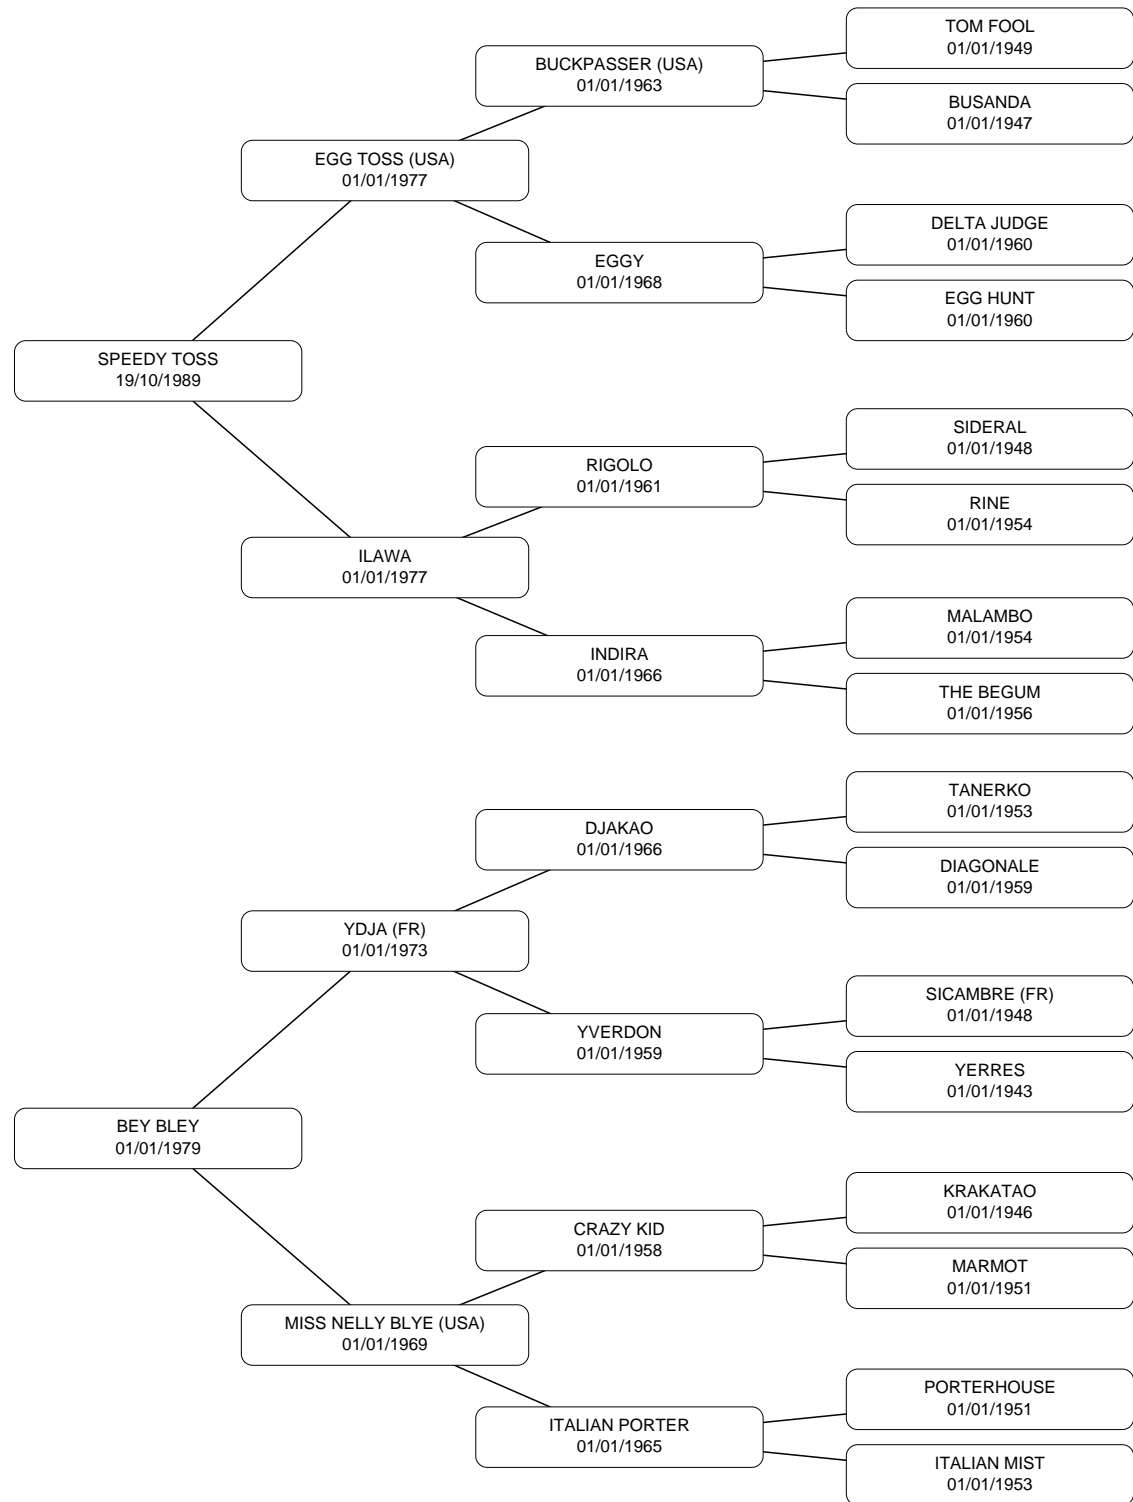 TOM FOOL
01/01/1949
BUCKPASSER (USA)
01/01/1963
BUSANDA
01/01/1947
EGG TOSS (USA)
01/01/1977
DELTA JUDGE
01/01/1960
EGGY
01/01/1968
EGG HUNT
01/01/1960
SPEEDY TOSS
19/10/1989
SIDERAL
01/01/1948
RIGOLO
01/01/1961
RINE
01/01/1954
ILAWA
01/01/1977
MALAMBO
01/01/1954
INDIRA
01/01/1966
THE BEGUM
01/01/1956
TANERKO
01/01/1953
DJAKAO
01/01/1966
DIAGONALE
01/01/1959
YDJA (FR)
01/01/1973
SICAMBRE (FR)
01/01/1948
YVERDON
01/01/1959
YERRES
01/01/1943
BEY BLEY
01/01/1979
KRAKATAO
01/01/1946
CRAZY KID
01/01/1958
MARMOT
01/01/1951
MISS NELLY BLYE (USA)
01/01/1969
PORTERHOUSE
01/01/1951
ITALIAN PORTER
01/01/1965
ITALIAN MIST
01/01/1953